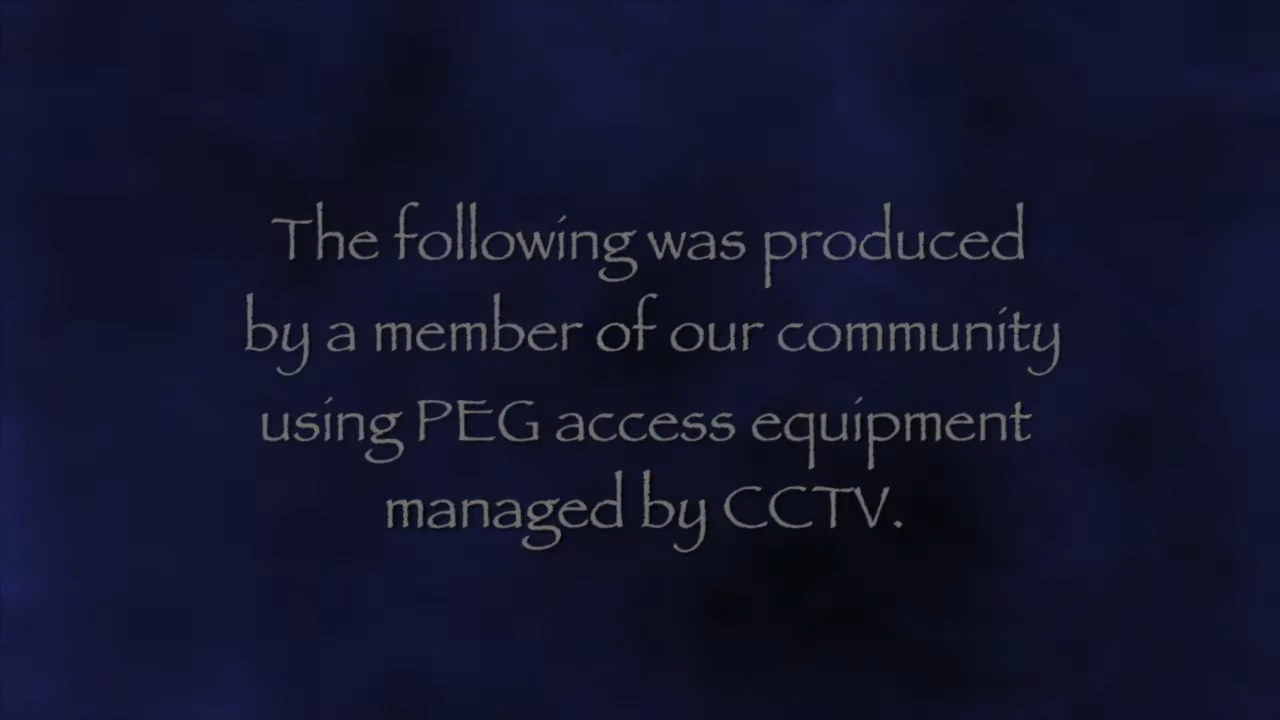 The following was produced
by a member of our community
using PEG access equipment
managed by CCTV.